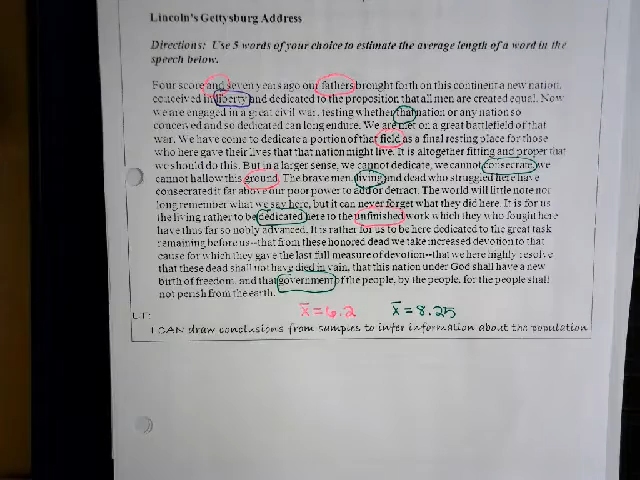 Lincoln's Gettysburg Address
Directions: Use 5 words of your choice to estimate the average length of a word in the
speech below.
Four score and seven years ago our fathers brought forth on this continent a new nation,
conceived in liberty and dedicated to the proposition that all men are created equal. Now
we are engaged in a great civil war, testing whether that nation or any nation so
conceived and so dedicated can long endure. We are met on a great battlefield of that
war. We have come to dedicate a portion of that field as a final resting place for those
who here gave their lives that that nation might live. It is altogether fitting and proper that
we should do this. But in a larger sense, we cannot dedicate, we cannot consecrate, we
cannot hallow this ground. The brave men, living and dead who struggled here have
consecrated it far above our poor power to add or detract. The world will little note nor
long remember what we say here, but it can never forget what they did here. It is for us
the living rather to be dedicated here to the unfinished work which they who fought here
have thus far so nobly advanced. It is rather for us to be here dedicated to the great task
remaining before us--that from these honored dead we take increased devotion to that
cause for which they gave the last full measure of devotion--that we here highly resolve
that these dead shall not have died in vain, that this nation under God shall have a new
birth of freedom, and that government of the people, by the people, for the people shall
not perish from the earth.
x̄ = 6.2 x̄ = 8.25
LT:
I CAN draw conclusions from samples to infer information about the population